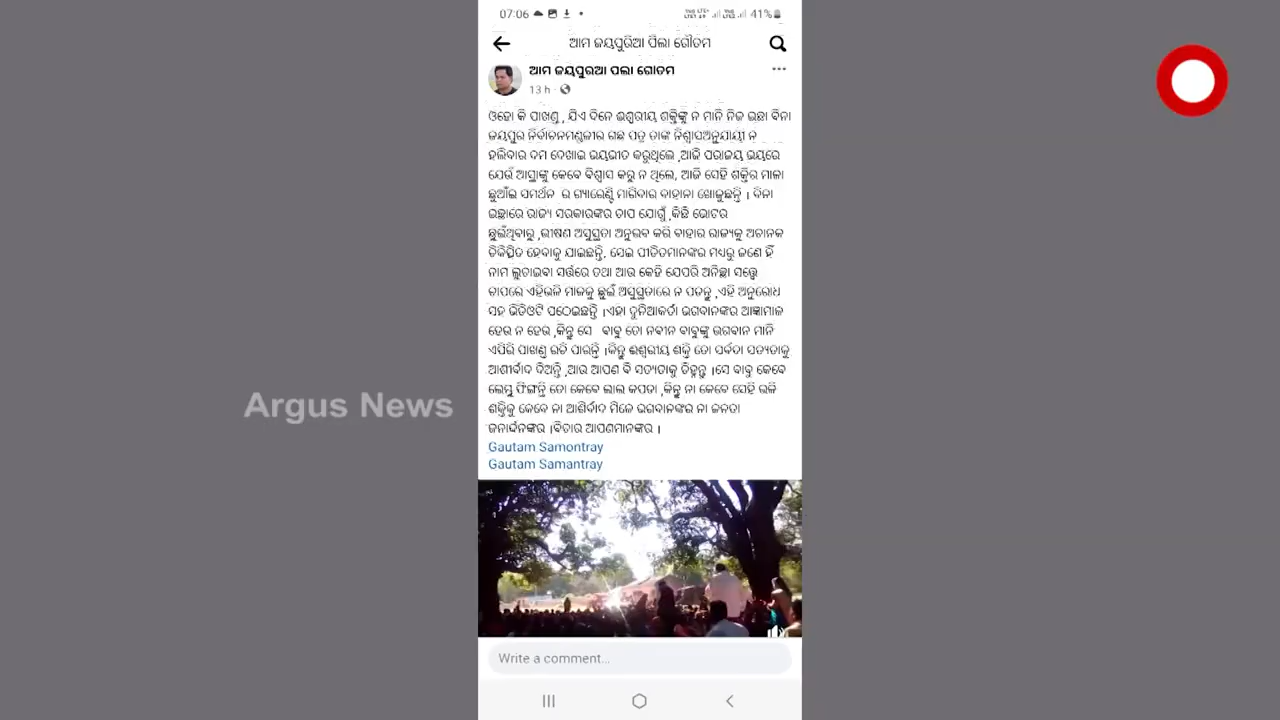 07:06
41%
ଆମ ଜୟପୁରିଆ ପିଲା ଗୌତମ
ଆମ ଜୟପୁରିଆ ପିଲା ଗୌତମ
13 h
ଓହୋ କି ପାଖଣ୍ଡ , ଯିଏ ଦିନେ ଈଶ୍ୱରୀୟ ଶକ୍ତିଙ୍କୁ ନ ମାନି ନିଜ ଇଛା ବିନା
ଜୟପୁର ନିର୍ବାଚନମଣ୍ଡଳୀର ଗଛ ପତ୍ର ତାଙ୍କ ନିଶ୍ୱାସଅନୁଯାୟୀ ନ
ହଲିବାର ଦମ ଦେଖାଇ ଭୟଭୀତ କରୁଥିଲେ ,ଆଜି ପରାଜୟ ଭୟରେ
ଯେଉଁ ଆସ୍ଥାଙ୍କୁ କେବେ ବିଶ୍ୱାସ କରୁ ନ ଥିଲେ, ଆଜି ସେହି ଶକ୍ତିର ମାଳା
ଛୁଆଁଇ ସମର୍ଥନ ର ଗ୍ୟାରେଣ୍ଟି ମାଗିବାର ବାହାନା ଖୋଜୁଛନ୍ତି । ବିନା
ଇଚ୍ଛାରେ ରାଜ୍ୟ ସରକାରଙ୍କର ଚାପ ଯୋଗୁଁ ,କିଛି ଭୋଟର
ଛୁଇଁଥିବାରୁ ,ଭୀଷଣ ଅସୁସ୍ଥତା ଅନୁଭବ କରି ବାହାର ରାଜ୍ୟକୁ ଅଚାନକ
ଚିକିତ୍ସିତ ହେବାକୁ ଯାଇଛନ୍ତି, ସେଇ ପୀଡିତମାନଙ୍କର ମଧ୍ୟରୁ ଜଣେ ହିଁ
ନାମ ଲୁଚାଇବା ସର୍ତ୍ତରେ ତଥା ଆଉ କେହି ଯେପରି ଅନିଚ୍ଛା ସତ୍ତ୍ୱେ
ଚାପରେ ଏହିଭଳି ମାଳକୁ ଛୁଇଁ ଅସୁସ୍ଥତାରେ ନ ପଡନ୍ତୁ ,ଏହି ଅନୁରୋଧ
ସହ ଭିଡିଓଟି ପଠେଇଛନ୍ତି ।ଏହା ଦୁନିଆକର୍ତା ଭଗବାନଙ୍କର ଆଜ୍ଞାମାଳ
ହେଉ ନ ହେଉ ,କିନ୍ତୁ ସେ ବାବୁ ତୋ ନବୀନ ବାବୁଙ୍କୁ ଭଗବାନ ମାନି
ଏପିରି ପାଖଣ୍ଡ ରଚି ପାରନ୍ତି ।କିନ୍ତୁ ଈଶ୍ୱରୀୟ ଶକ୍ତି ତୋ ସର୍ବଦା ସତ୍ୟତାକୁ
ଆଶୀର୍ବାଦ ଦିଅନ୍ତି ,ଆଉ ଆପଣ ବି ସତ୍ୟତାକୁ ଚିହ୍ନନ୍ତୁ ।ସେ ବାବୁ କେବେ
ଲେମ୍ବୁ ଫିଙ୍ଗନ୍ତି ତୋ କେବେ ଲାଲ କପଡା ,କିନ୍ତୁ ନା କେବେ ସେହି ଭଳି
ଶକ୍ତିକୁ କେବେ ନା ଆଶିର୍ବାଦ ମିଳେ ଭଗବାନଙ୍କର ନା ଜନତା
ଜନାର୍ଦ୍ଦନଙ୍କର ।ବିଚାର ଆପଣମାନଙ୍କର ।
Gautam Samontray
Gautam Samantray
Argus News
Write a comment...